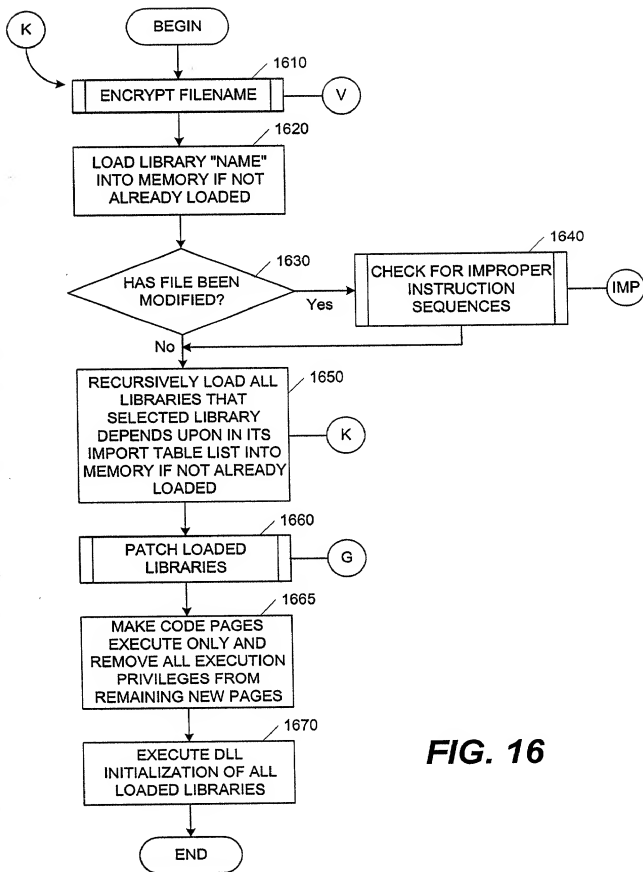 K
BEGIN
1610
ENCRYPT FILENAME
V
1620
LOAD LIBRARY "NAME"
INTO MEMORY IF NOT
ALREADY LOADED
1630
HAS FILE BEEN
MODIFIED?
Yes
1640
CHECK FOR IMPROPER
INSTRUCTION
SEQUENCES
IMP
No
1650
RECURSIVELY LOAD ALL
LIBRARIES THAT
SELECTED LIBRARY
DEPENDS UPON IN ITS
IMPORT TABLE LIST INTO
MEMORY IF NOT ALREADY
LOADED
K
1660
PATCH LOADED
LIBRARIES
G
1665
MAKE CODE PAGES
EXECUTE ONLY AND
REMOVE ALL EXECUTION
PRIVILEGES FROM
REMAINING NEW PAGES
1670
EXECUTE DLL
INITIALIZATION OF ALL
LOADED LIBRARIES
END
FIG. 16